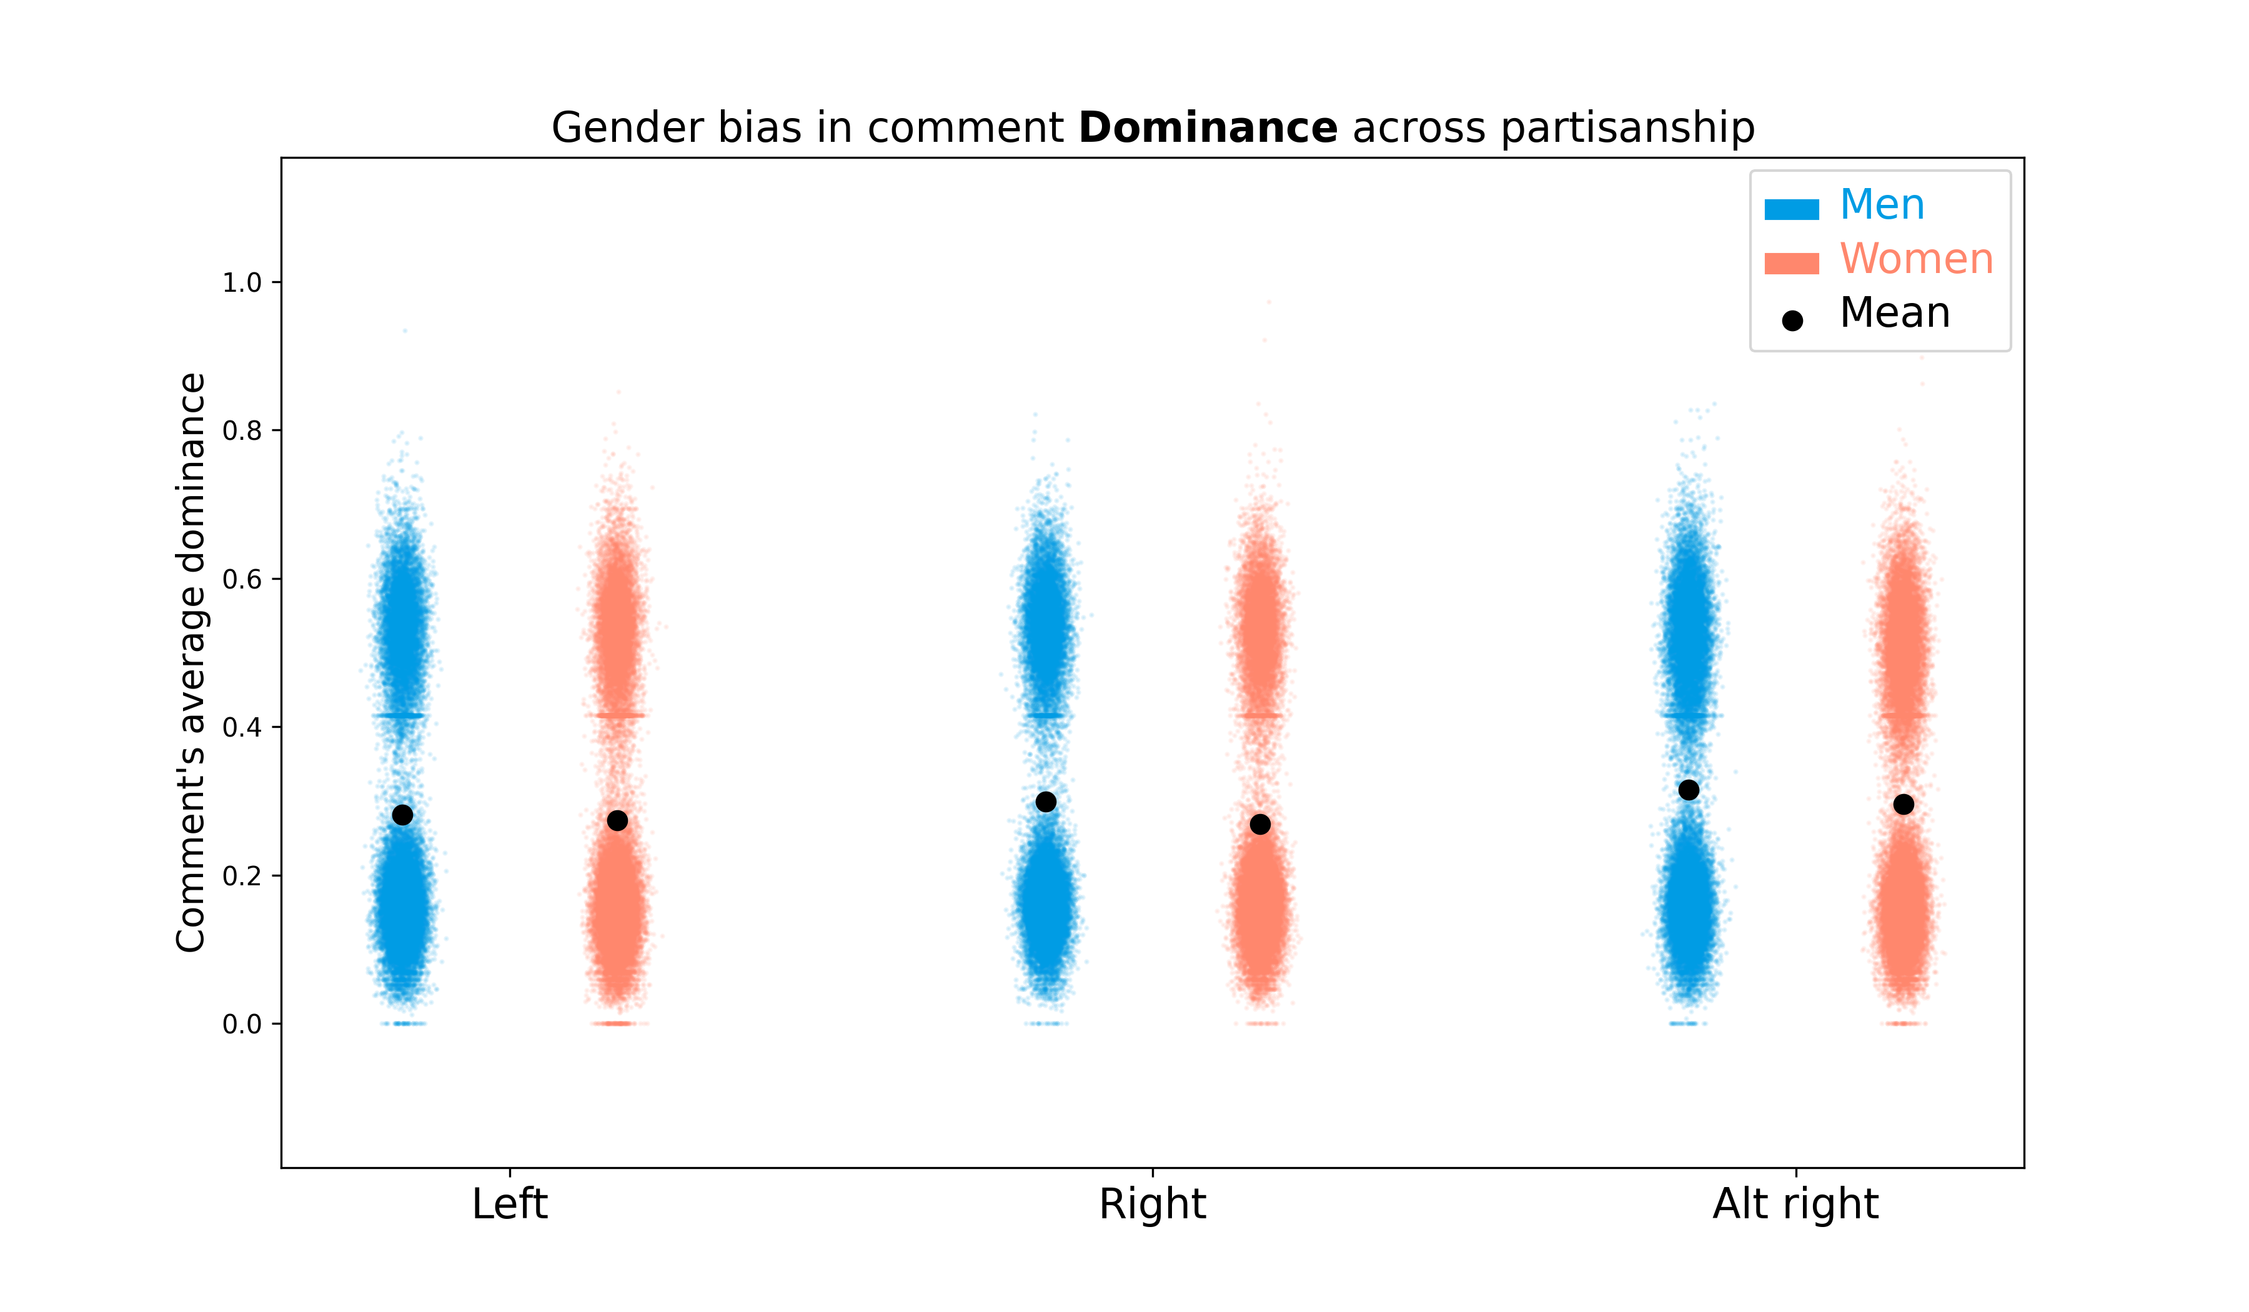 Gender bias in comment Dominance across partisanship
Men
Women
Mean
Comment's average dominance
1.0
0.8
0.6
0.4
0.2
0.0
Left
Right
Alt right